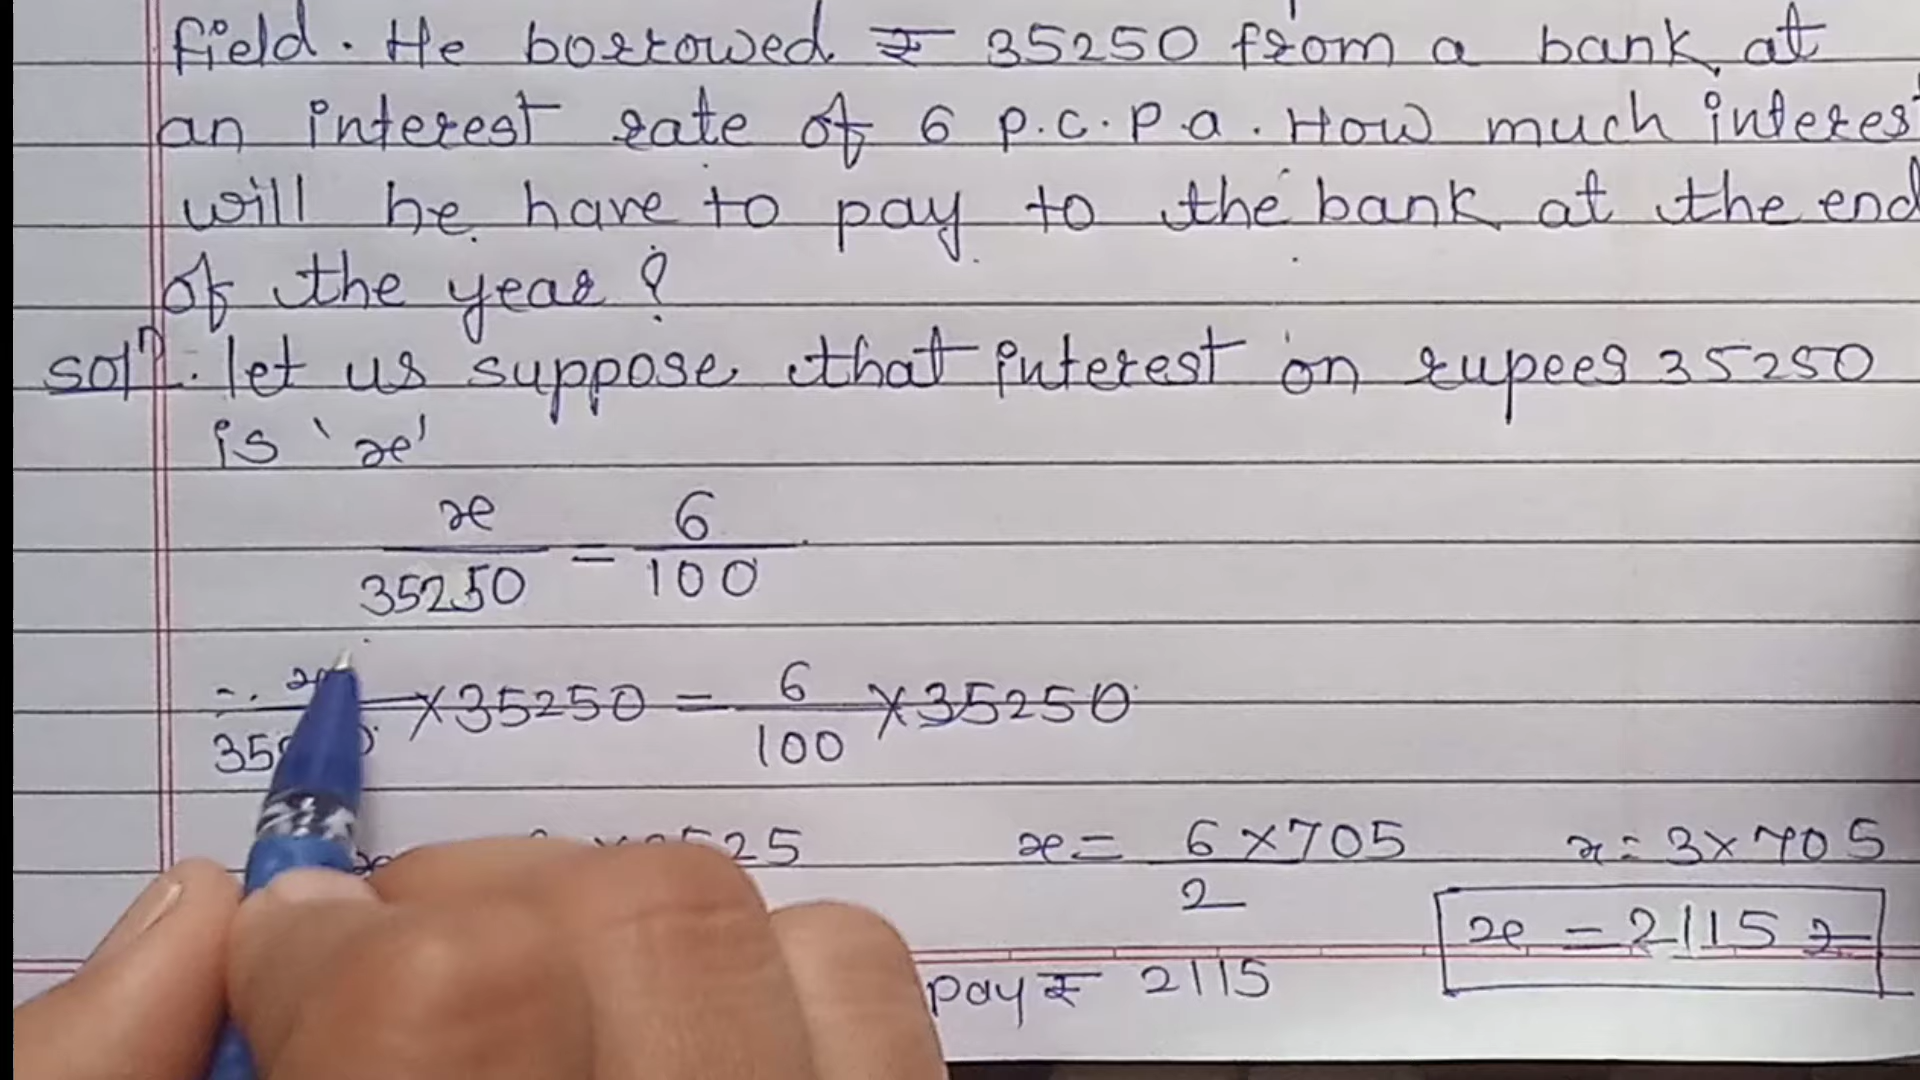 field. He borrowed ₹ 35250 from a bank at
an interest rate of 6 p.c.p.a. How much interes
will he have to pay to the bank at the end
of the year?
solⁿ. let us suppose that interest on rupees 35250
is 'x'
x/35250 = 6/100
× 35250 = 6/100 × 35250
25 x = 6×705/2 x = 3×705
x = 2115 ₹
pay ₹ 2115